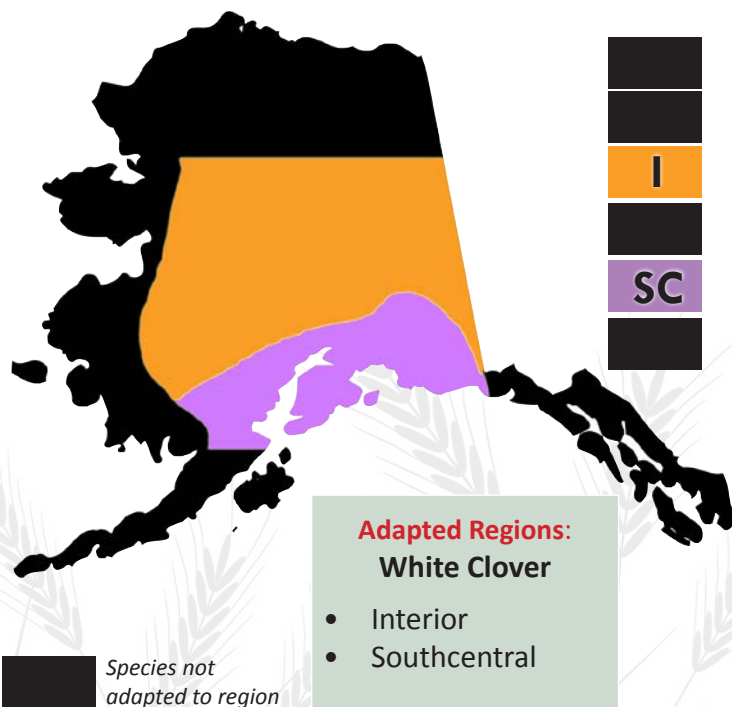 I
SC
Adapted Regions:
White Clover
• Interior
• Southcentral
Species not
adapted to region